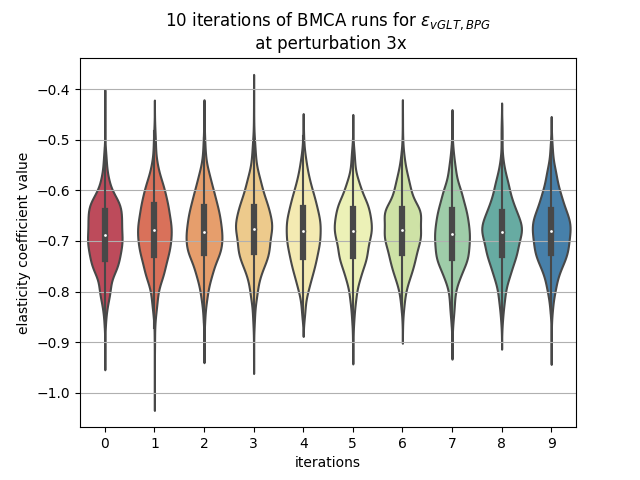 10 iterations of BMCA runs for ε_{vGLT, BPG}
at perturbation 3x
elasticity coefficient value
−0.4
−0.5
−0.6
−0.7
−0.8
−0.9
−1.0
0 1 2 3 4 5 6 7 8 9
iterations